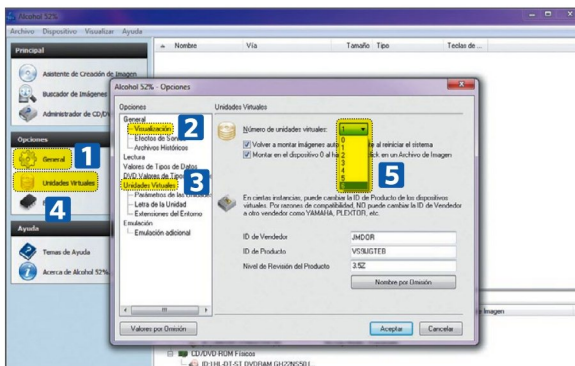 Alcohol 52%
Archivo Dispositivo Visualizar Ayuda
Nombre Vía Tamaño Tipo Teclas de ...
Principal
Asistente de Creación de Imagen
Buscador de Imágenes
Administrador de CD/DV
Opciones
General
1
Unidades Virtuales
4
Ayuda
Temas de Ayuda
Acerca de Alcohol 52%
Alcohol 52% - Opciones
Opciones
General
Visualización
2
Efectos de
Archivos Históricos
Lectura
Valores de Tipos de Datos
DVD Valores de Tipos
Unidades Virtuales
3
Parámetros de las Unidades
Letra de la Unidad
Extensiones del Entorno
Emulación
Emulación adicional
Unidades Virtuales
Número de unidades virtuales: 1
0
1
2
3
4
5
6
5
Volver a montar imágenes al reiniciar el sistema
Montar en el dispositivo 0 al click en un Archivo de Imagen
En ciertas instancias, puede cambiar la ID de Producto de los dispositivos
virtuales. Por razones de compatibilidad, NO puede cambiar la ID de Vendedor
a otro vendedor como YAMAHA, PLEXTOR, etc.
ID de Vendedor JMDOR
ID de Producto VS9UGTEB
Nivel de Revisión del Producto 3.5Z
Nombre por Omisión
Valores por Omisión Aceptar Cancelar
Imagen
CD/DVD-ROM Físicos